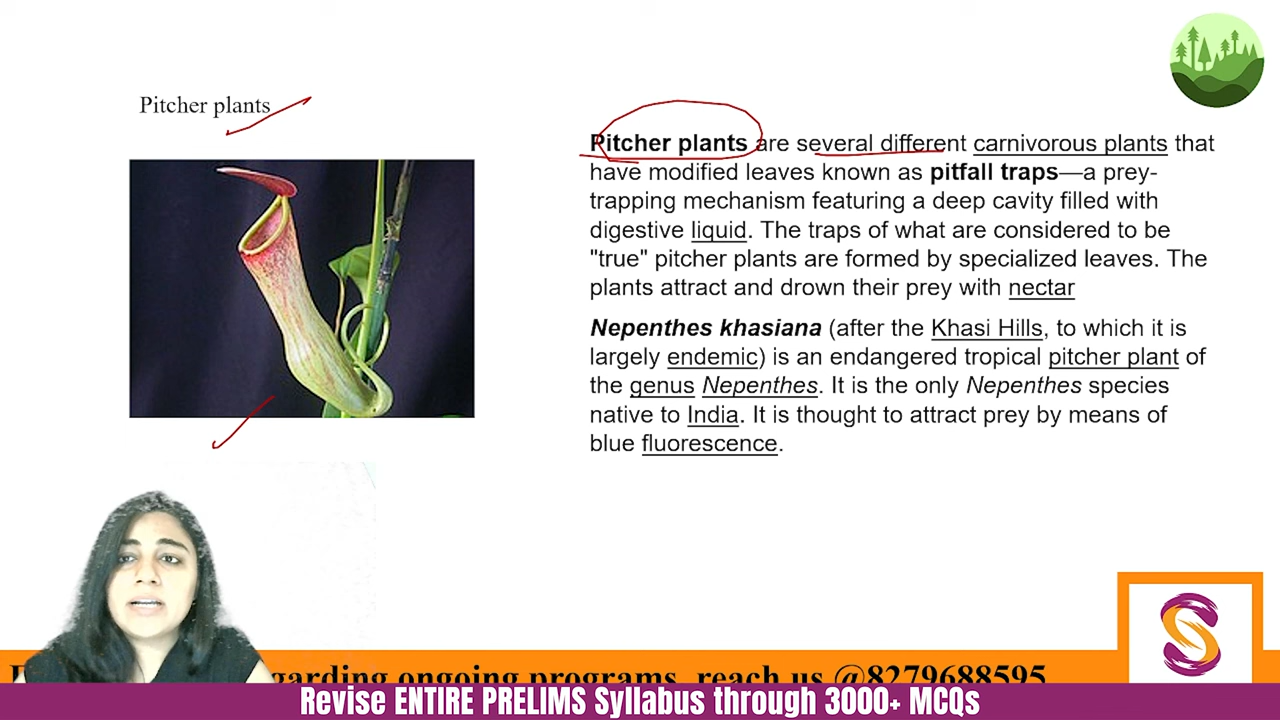 Pitcher plants
Pitcher plants are several different carnivorous plants that
have modified leaves known as pitfall traps—a prey-
trapping mechanism featuring a deep cavity filled with
digestive liquid. The traps of what are considered to be
"true" pitcher plants are formed by specialized leaves. The
plants attract and drown their prey with nectar
Nepenthes khasiana (after the Khasi Hills, to which it is
largely endemic) is an endangered tropical pitcher plant of
the genus Nepenthes. It is the only Nepenthes species
native to India. It is thought to attract prey by means of
blue fluorescence.
ongoing programs, reach us @8279688595
Revise ENTIRE PRELIMS Syllabus through 3000+ MCQs